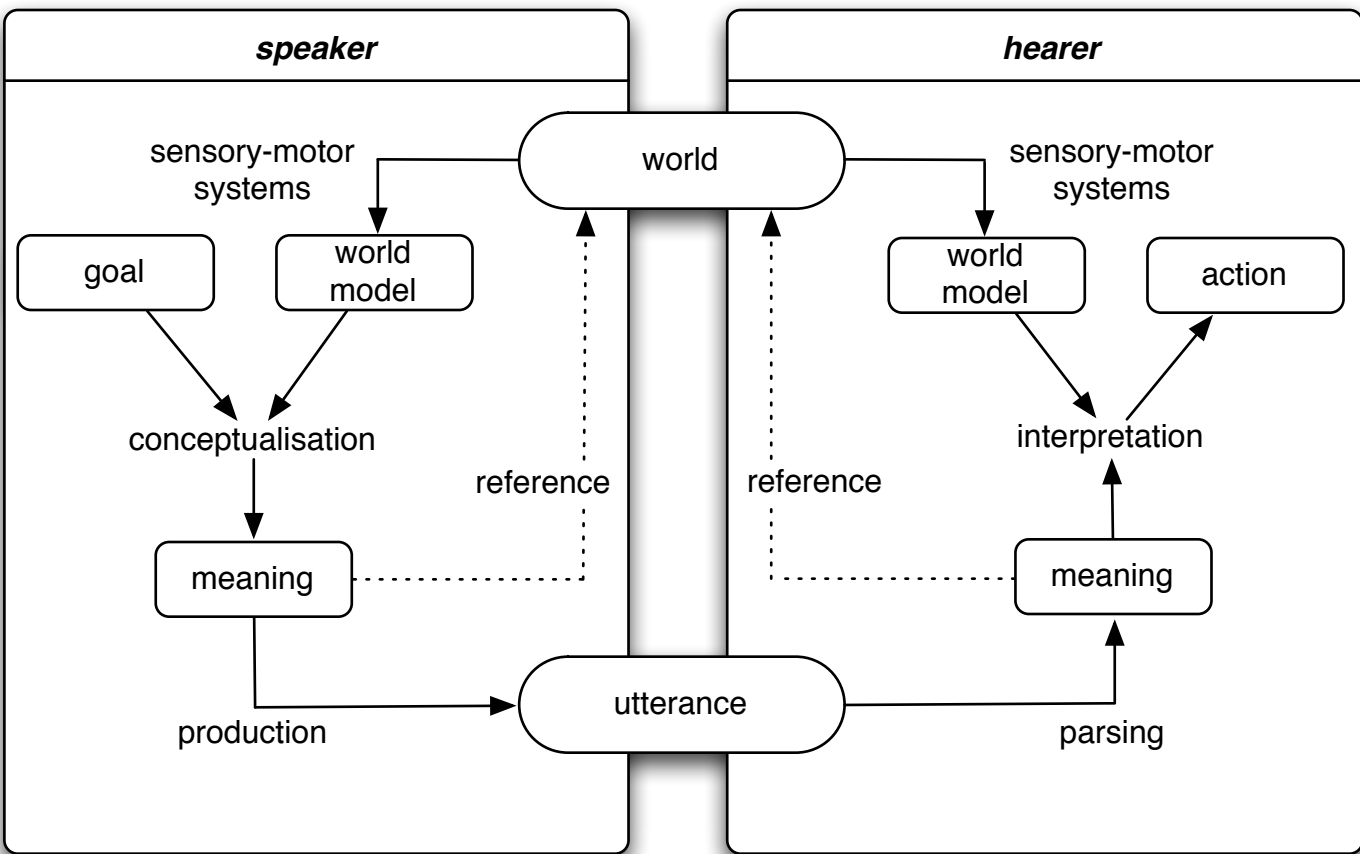 speaker
hearer
sensory-motor
systems
world
sensory-motor
systems
goal
world
model
world
model
action
conceptualisation
interpretation
reference
reference
meaning
meaning
utterance
production
parsing